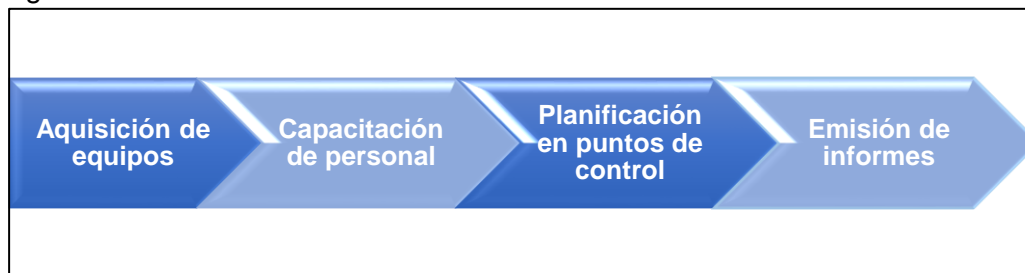 Aquisición de
equipos
Capacitación
de personal
Planificación
en puntos de
control
Emisión de
informes